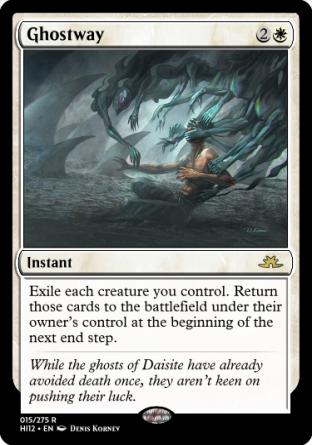 Ghostway 2
Instant
Exile each creature you control. Return
those cards to the battlefield under their
owner's control at the beginning of the
next end step.
While the ghosts of Daisite have already
avoided death once, they aren't keen on
pushing their luck.
015/275 R
HI12 • EN DENIS KORNEV